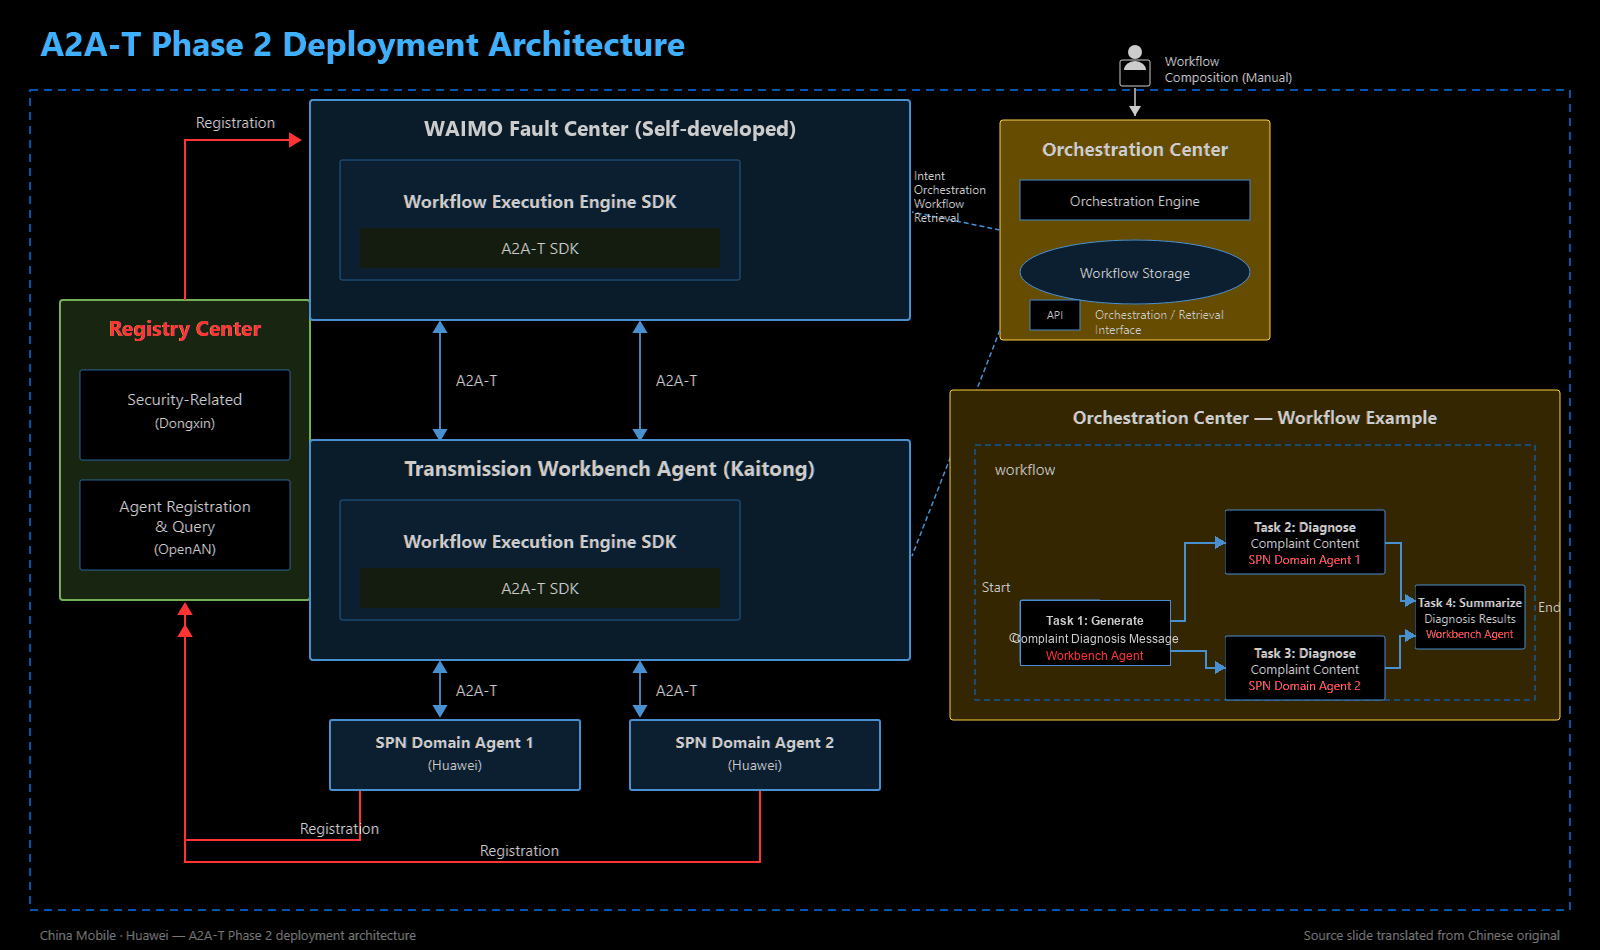 A2A-T Phase 2 Deployment Architecture
Workflow
Composition (Manual)
Registration
WAIMO Fault Center (Self-developed)
Workflow Execution Engine SDK
A2A-T SDK
Intent
Orchestration
Workflow
Retrieval
Orchestration Center
Orchestration Engine
Workflow Storage
API
Orchestration / Retrieval
Interface
Registry Center
Security-Related
(Dongxin)
Agent Registration
& Query
(OpenAN)
A2A-T
A2A-T
Transmission Workbench Agent (Kaitong)
Workflow Execution Engine SDK
A2A-T SDK
A2A-T
A2A-T
SPN Domain Agent 1
(Huawei)
SPN Domain Agent 2
(Huawei)
Registration
Registration
Orchestration Center — Workflow Example
workflow
Start
Task 1: Generate
Complaint Diagnosis Message
Workbench Agent
Task 2: Diagnose
Complaint Content
SPN Domain Agent 1
Task 3: Diagnose
Complaint Content
SPN Domain Agent 2
Task 4: Summarize
Diagnosis Results
Workbench Agent
End
China Mobile · Huawei — A2A-T Phase 2 deployment architecture
Source slide translated from Chinese original